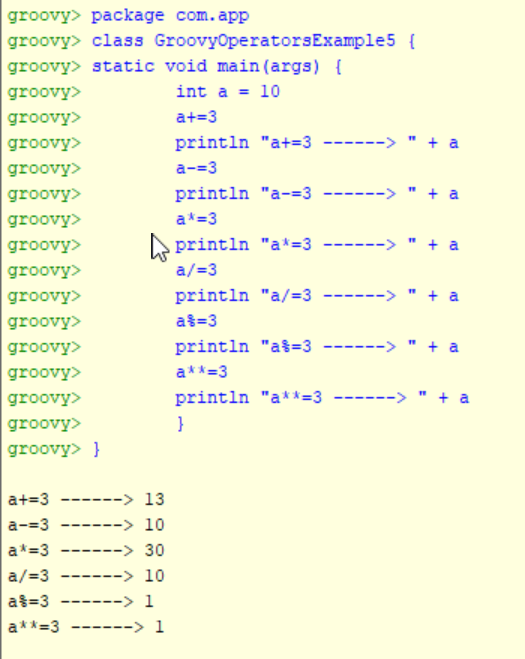 groovy> package com.app
groovy> class GroovyOperatorsExample5 {
groovy> static void main(args) {
groovy>         int a = 10
groovy>         a+=3
groovy>         println "a+=3 ------> " + a
groovy>         a-=3
groovy>         println "a-=3 ------> " + a
groovy>         a*=3
groovy>         println "a*=3 ------> " + a
groovy>         a/=3
groovy>         println "a/=3 ------> " + a
groovy>         a%=3
groovy>         println "a%=3 ------> " + a
groovy>         a**=3
groovy>         println "a**=3 ------> " + a
groovy>         }
groovy> }
a+=3 ------> 13
a-=3 ------> 10
a*=3 ------> 30
a/=3 ------> 10
a%=3 ------> 1
a**=3 ------> 1